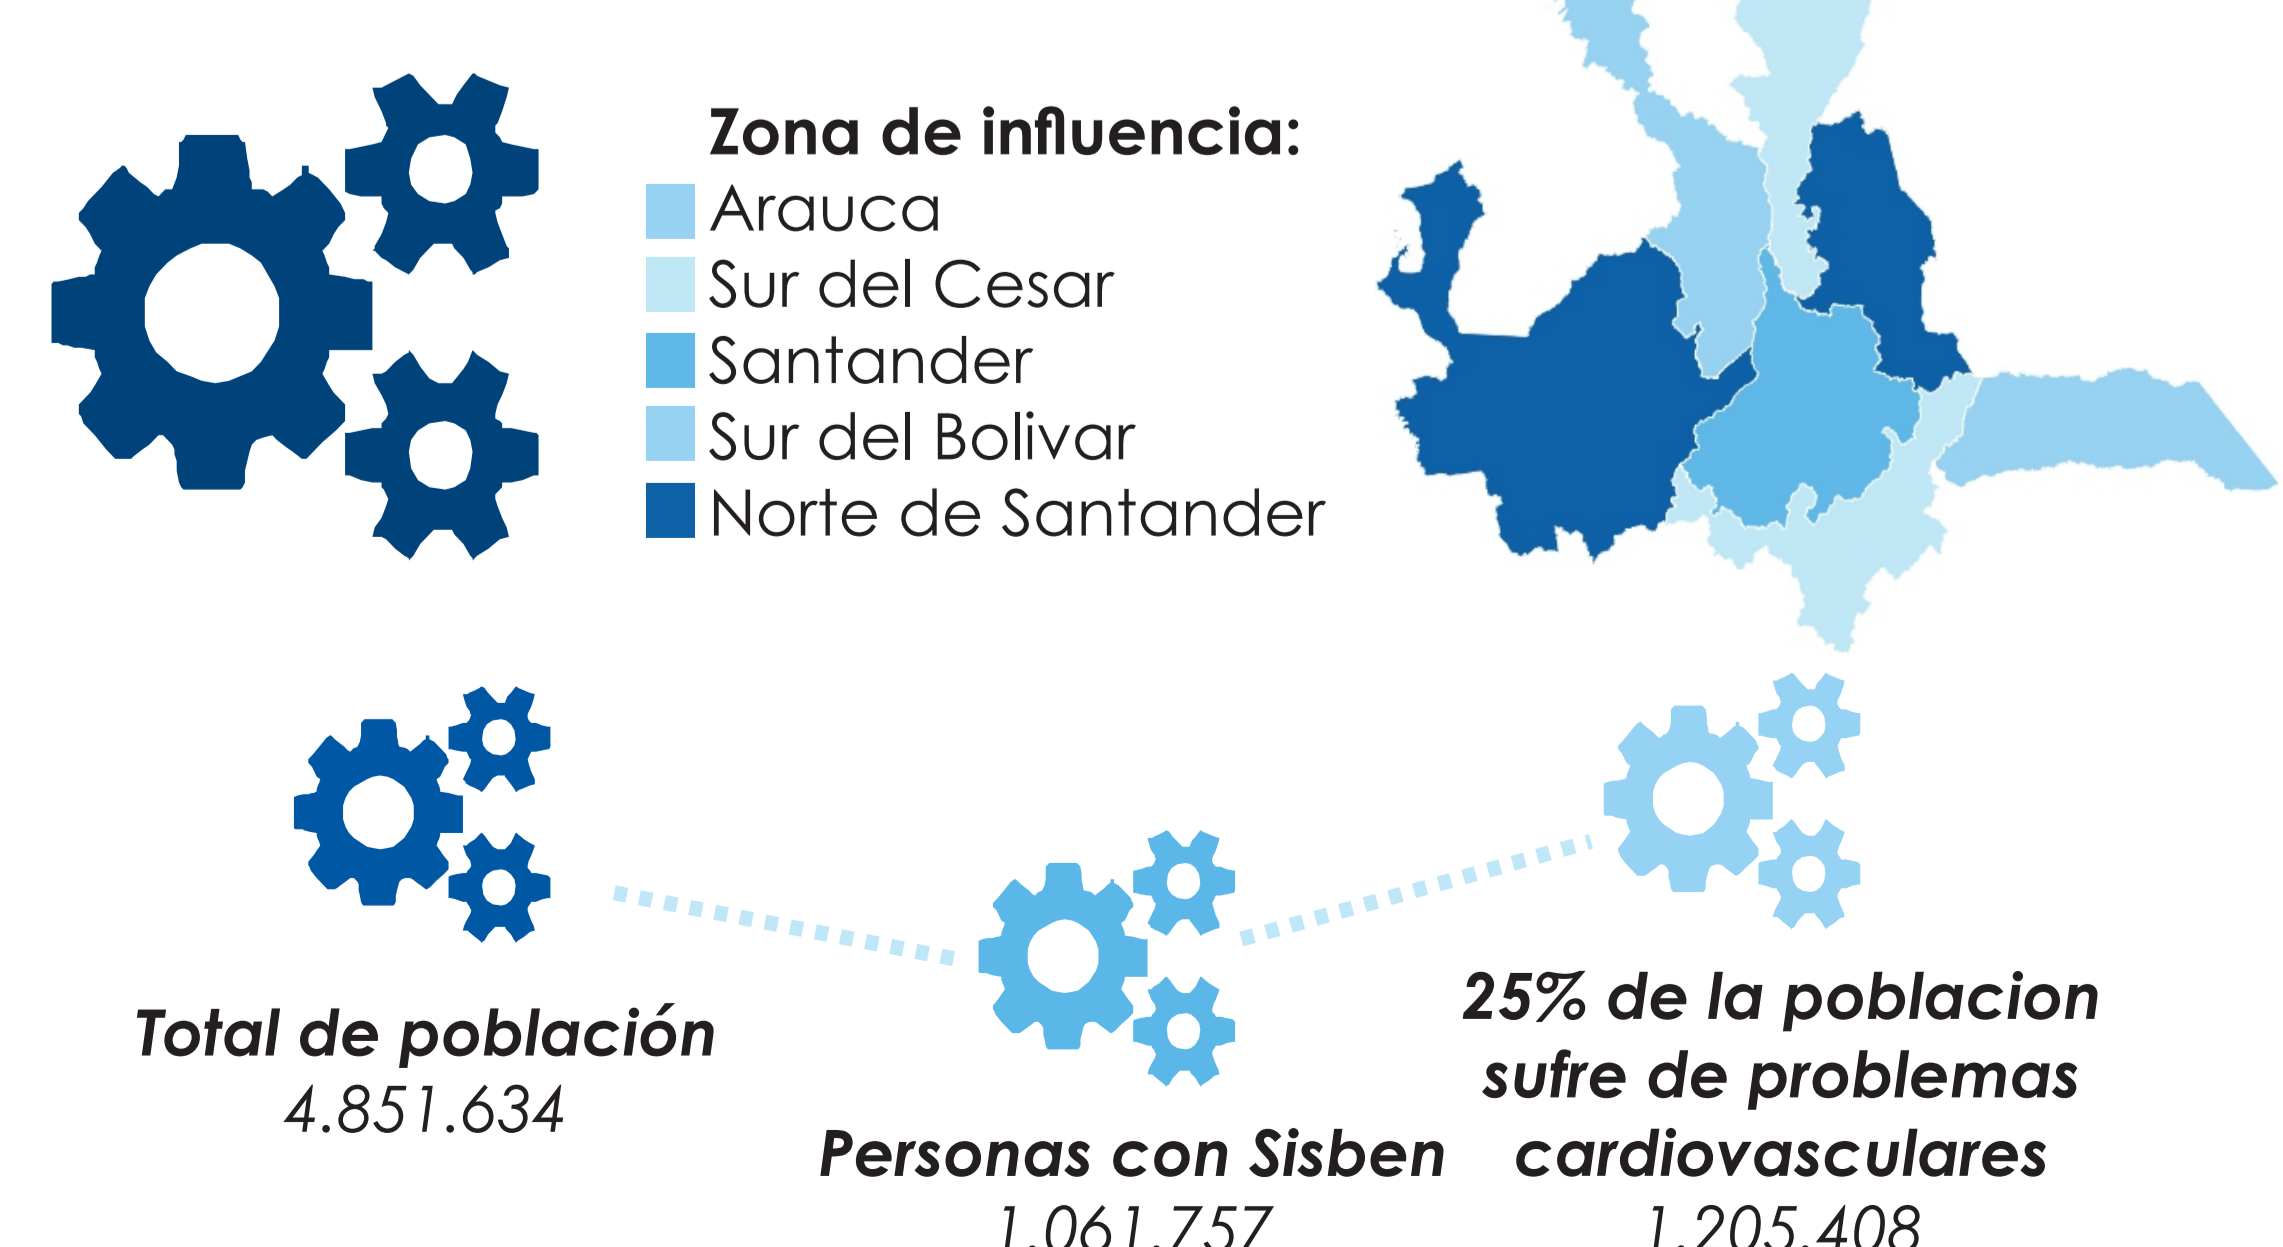 Zona de influencia:
Arauca
Sur del Cesar
Santander
Sur del Bolivar
Norte de Santander
Total de población
4.851.634
Personas con Sisben
1.061.757
25% de la poblacion
sufre de problemas
cardiovasculares
1.205.408